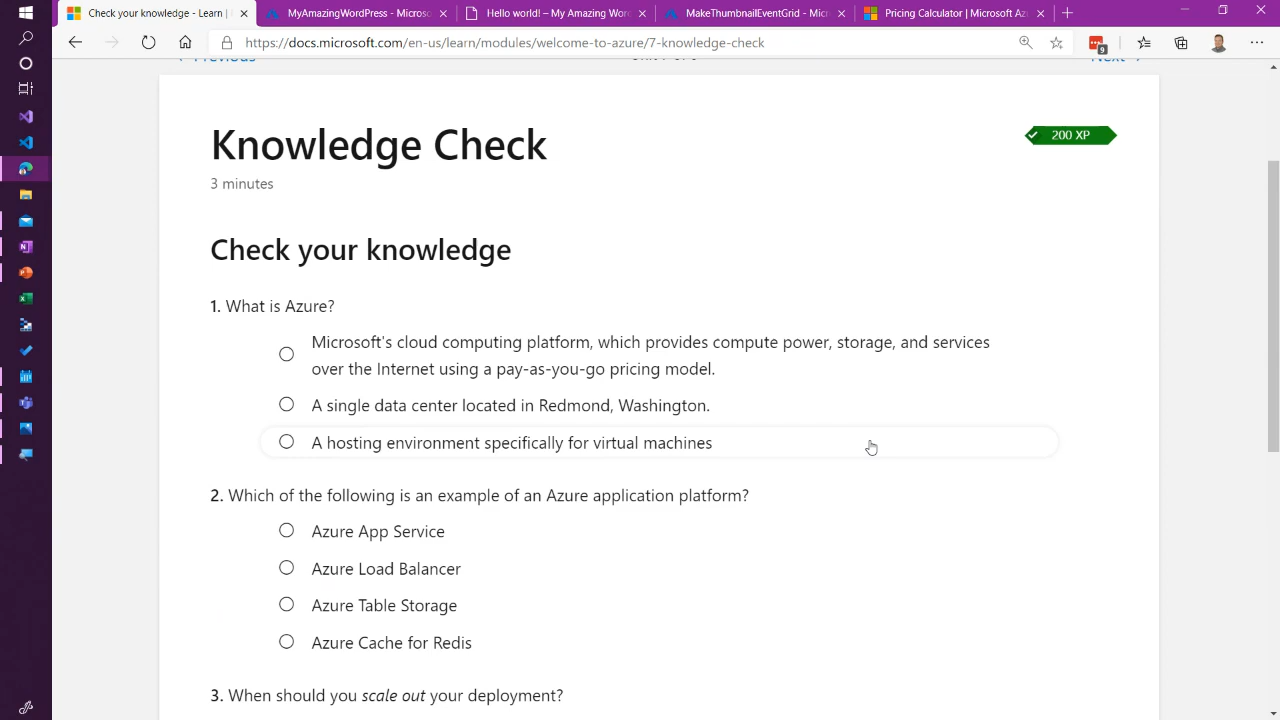 Check your knowledge - Learn |
MyAmazingWordPress - Microso
Hello world! – My Amazing Wor
MakeThumbnailEventGrid - Micr
Pricing Calculator | Microsoft Az
https://docs.microsoft.com/en-us/learn/modules/welcome-to-azure/7-knowledge-check
9
Previous
Next
Knowledge Check
200 XP
3 minutes
Check your knowledge
1. What is Azure?
Microsoft's cloud computing platform, which provides compute power, storage, and services
over the Internet using a pay-as-you-go pricing model.
A single data center located in Redmond, Washington.
A hosting environment specifically for virtual machines
2. Which of the following is an example of an Azure application platform?
Azure App Service
Azure Load Balancer
Azure Table Storage
Azure Cache for Redis
3. When should you scale out your deployment?